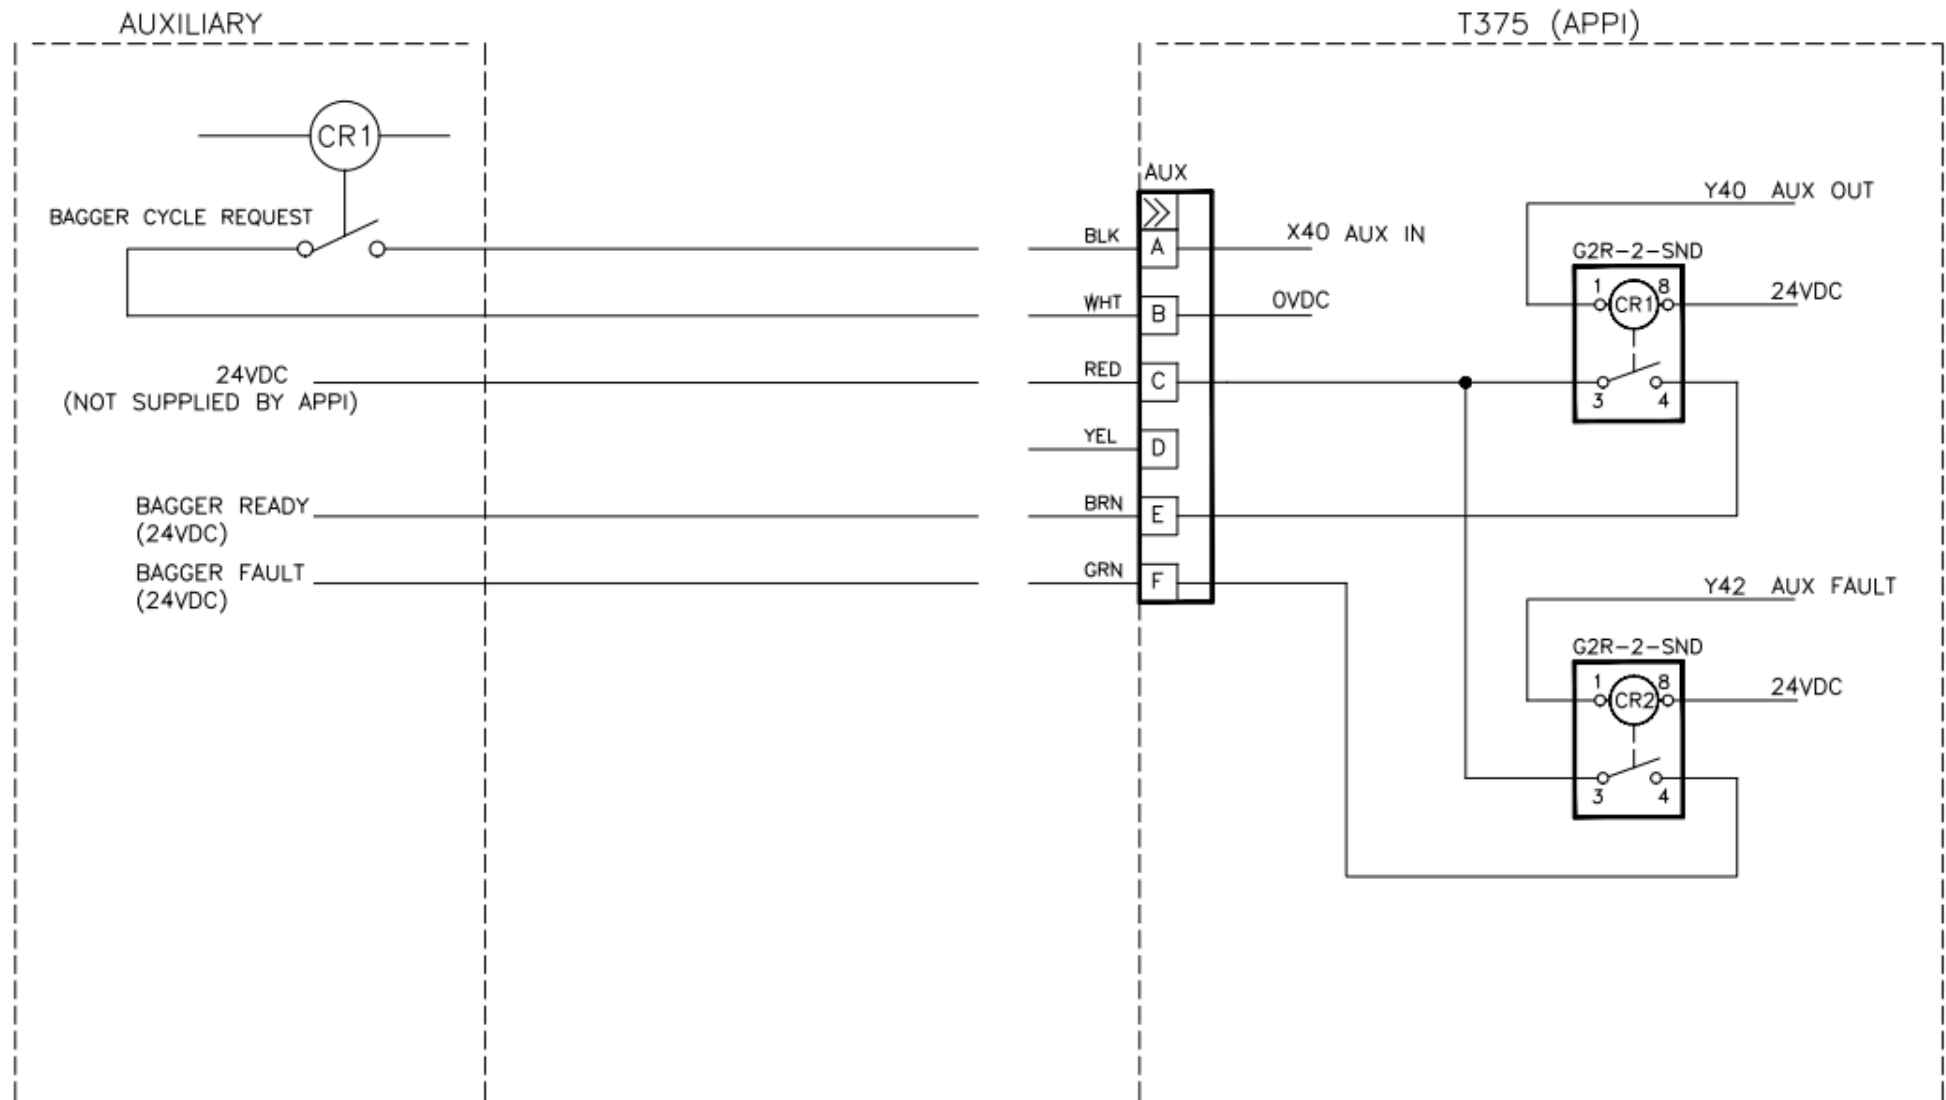 AUXILIARY
T375 (APPI)
CR1
BAGGER CYCLE REQUEST
24VDC
(NOT SUPPLIED BY APPI)
BAGGER READY
(24VDC)
BAGGER FAULT
(24VDC)
AUX
BLK A X40 AUX IN
WHT B 0VDC
RED C
YEL D
BRN E
GRN F
Y40 AUX OUT
G2R-2-SND
1 CR1 8 24VDC
3 4
Y42 AUX FAULT
G2R-2-SND
1 CR2 8 24VDC
3 4